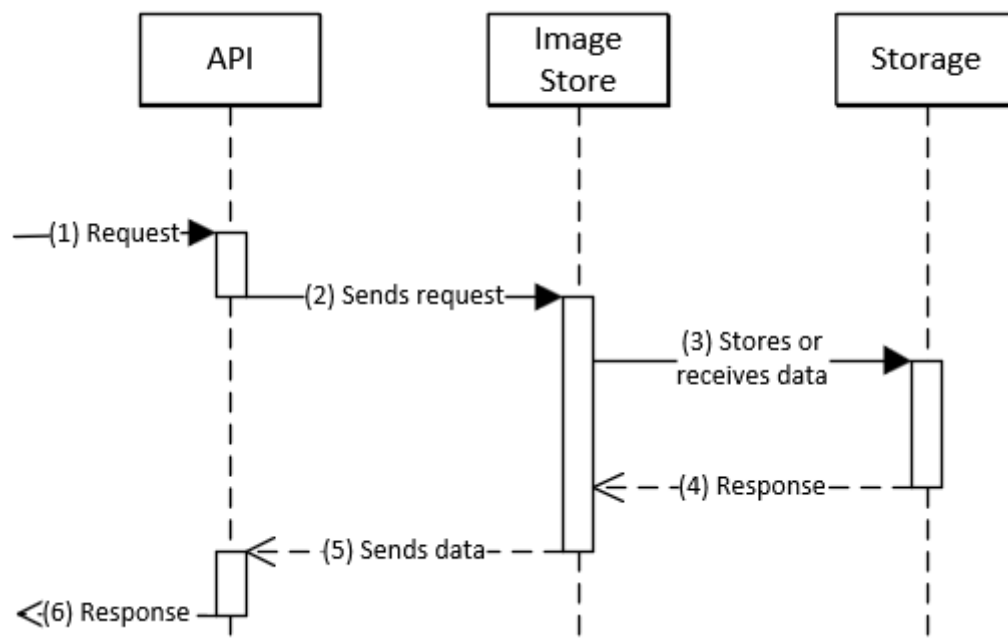 API
Image
Store
Storage
(1) Request
(2) Sends request
(3) Stores or
receives data
(4) Response
(5) Sends data
(6) Response